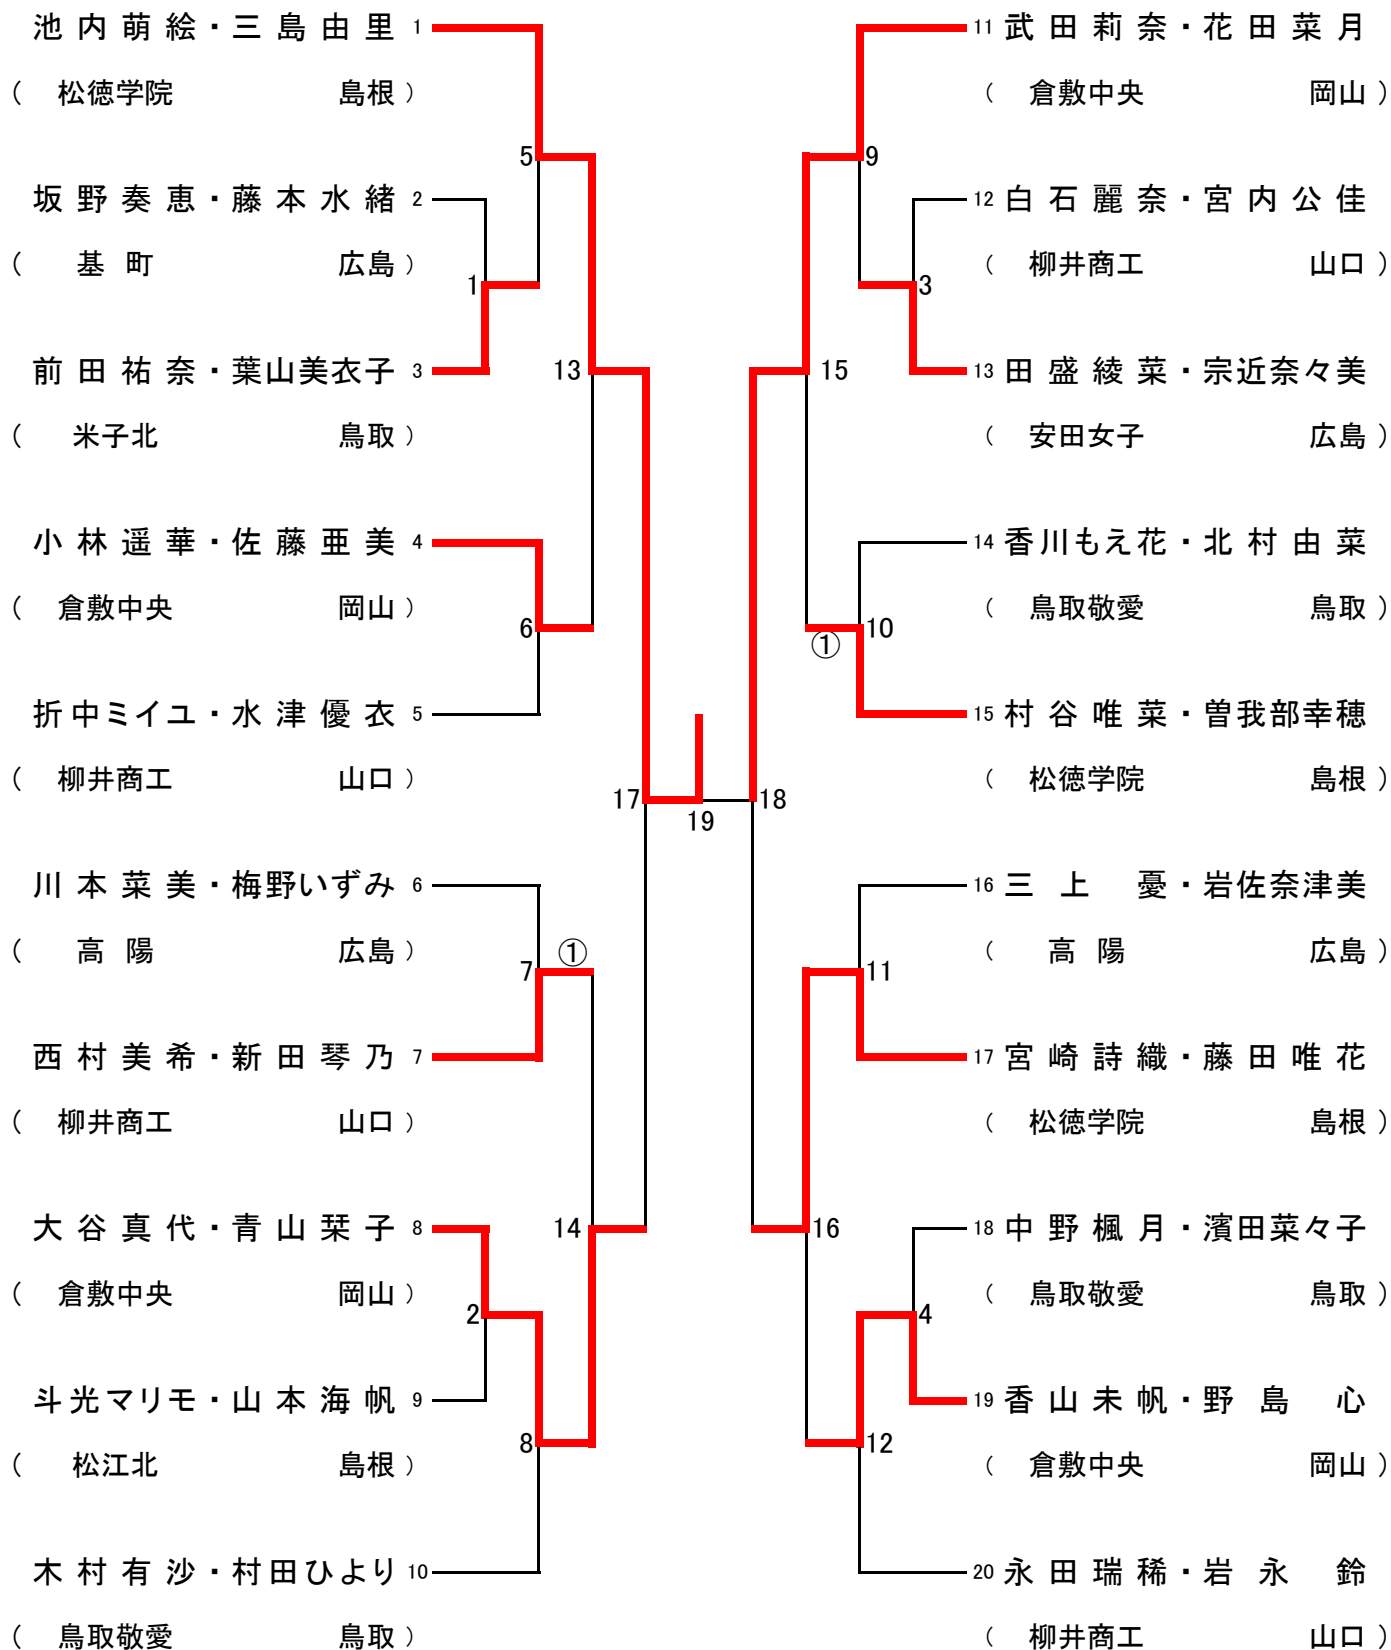 池内萌絵・三島由里 1
( 松徳学院 島根 )
5
坂野奏恵・藤本水緒 2
( 基町 広島 )
1
前田祐奈・葉山美衣子 3
13
( 米子北 鳥取 )
小林遥華・佐藤亜美 4
( 倉敷中央 岡山 )
6
折中ミイユ・水津優衣 5
( 柳井商工 山口 )
17
19
川本菜美・梅野いずみ 6
( 高陽 広島 )
7
①
西村美希・新田琴乃 7
( 柳井商工 山口 )
大谷真代・青山栞子 8
14
( 倉敷中央 岡山 )
2
斗光マリモ・山本海帆 9
( 松江北 島根 )
8
木村有沙・村田ひより 10
( 鳥取敬愛 鳥取 )
11 武田莉奈・花田菜月
( 倉敷中央 岡山 )
9
12 白石麗奈・宮内公佳
( 柳井商工 山口 )
3
15
13 田盛綾菜・宗近奈々美
( 安田女子 広島 )
14 香川もえ花・北村由菜
( 鳥取敬愛 鳥取 )
10
①
15 村谷唯菜・曽我部幸穂
( 松徳学院 島根 )
18
16 三上憂・岩佐奈津美
( 高陽 広島 )
11
17 宮崎詩織・藤田唯花
( 松徳学院 島根 )
16
18 中野楓月・濱田菜々子
( 鳥取敬愛 鳥取 )
4
19 香山未帆・野島心
( 倉敷中央 岡山 )
12
20 永田瑞稀・岩永鈴
( 柳井商工 山口 )